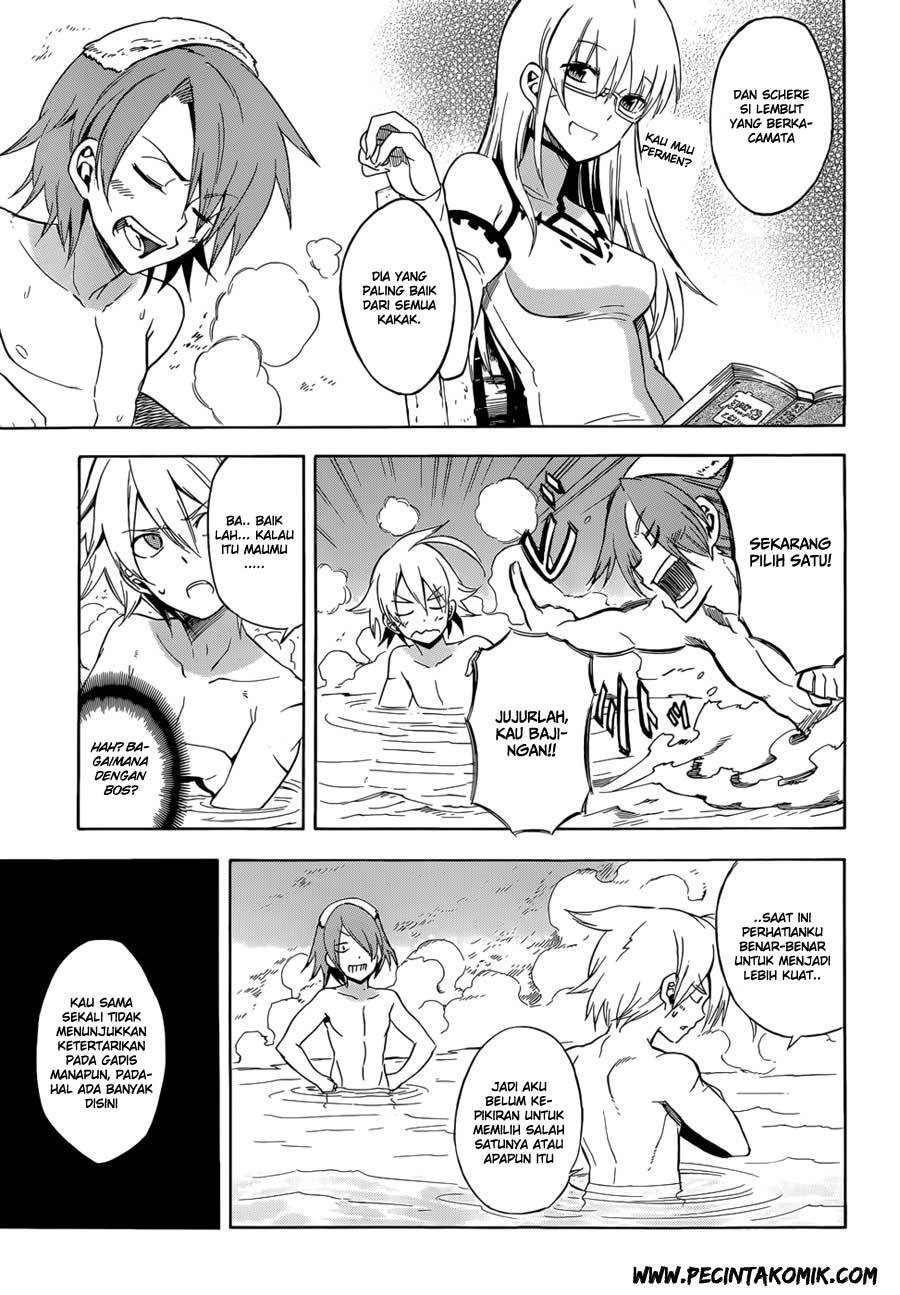 DAN SCHERE
SI LEMBUT
YANG BERKA-
CAMATA
KAU MAU
PERMEN?
DIA YANG
PALING BAIK
DARI SEMUA
KAKAK.
SEKARANG
PILIH SATU!
JUJURLAH,
KAU BAJI-
NGAN!!
BA.. BAIK
LAH... KALAU
ITU MAUMU
.....
HAH? BA-
GAIMANA
DENGAN
BOS?
..SAAT INI
PERHATIANKU
BENAR-BENAR
UNTUK MENJADI
LEBIH KUAT..
JADI AKU
BELUM KE-
PIKIRAN UNTUK
MEMILIH SALAH
SATUNYA ATAU
APAPUN ITU
KAU SAMA
SEKALI TIDAK
MENUNJUKKAN
KETERTARIKAN
PADA GADIS
MANAPUN, PADA-
HAL ADA BANYAK
DISINI
WWW.PECINTAKOMIK.COM